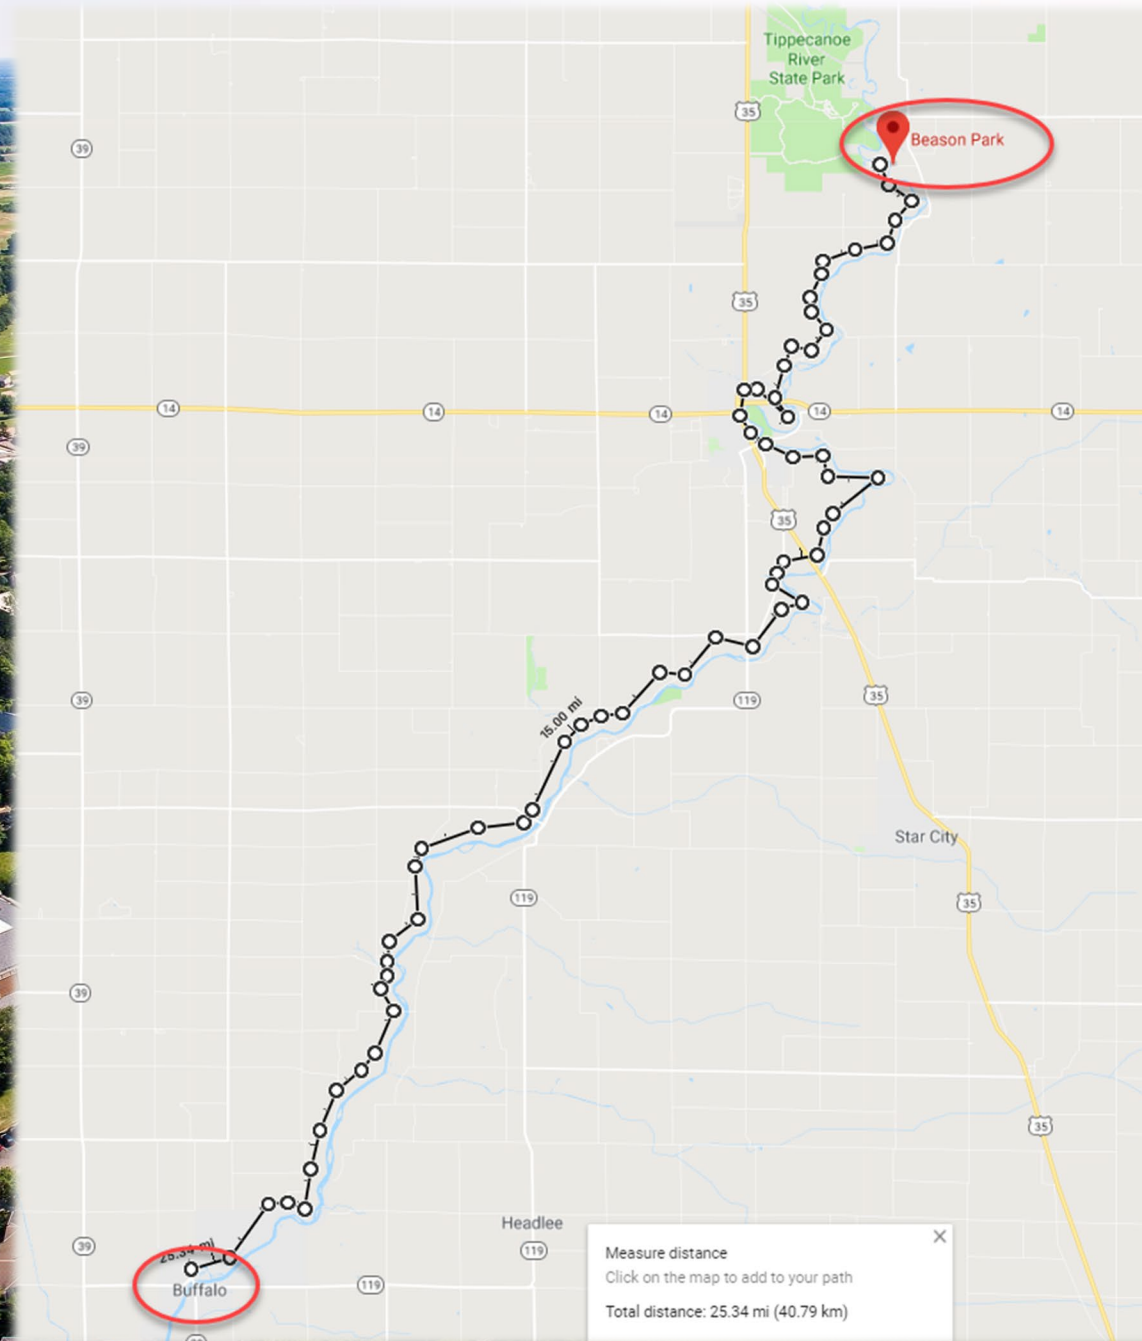 Tippecanoe
River
State Park
35
Beason Park
39
35
14
14
14
14
14
39
35
39
119
35
15.00 mi
Star City
119
35
39
35
Headlee
39
119
25.34 mi
Buffalo
119
Measure distance
Click on the map to add to your path
Total distance: 25.34 mi (40.79 km)